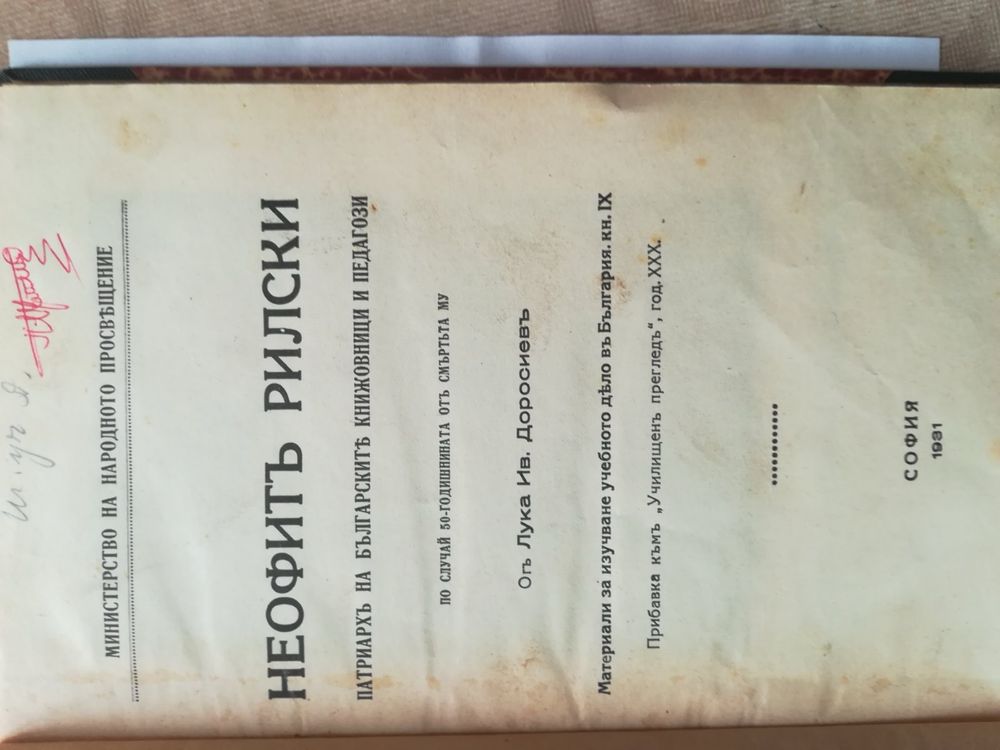 МИНИСТЕРСТВО НА НАРОДНОТО ПРОСВѢЩЕНИЕ
НЕОФИТЪ РИЛСКИ
ПАТРИАРХЪ НА БЪЛГАРСКИТѢ КНИЖОВНИЦИ И ПЕДАГОЗИ
ПО СЛУЧАЙ 50-ГОДИШНИНАТА ОТЪ СМЪРТЬТА МУ
Отъ Лука Ив. Доросиевъ
Материали за изучване учебното дѣло въ България. кн. IX
Прибавка къмъ „Училищенъ прегледъ“, год. XXX.
СОФИЯ
1931